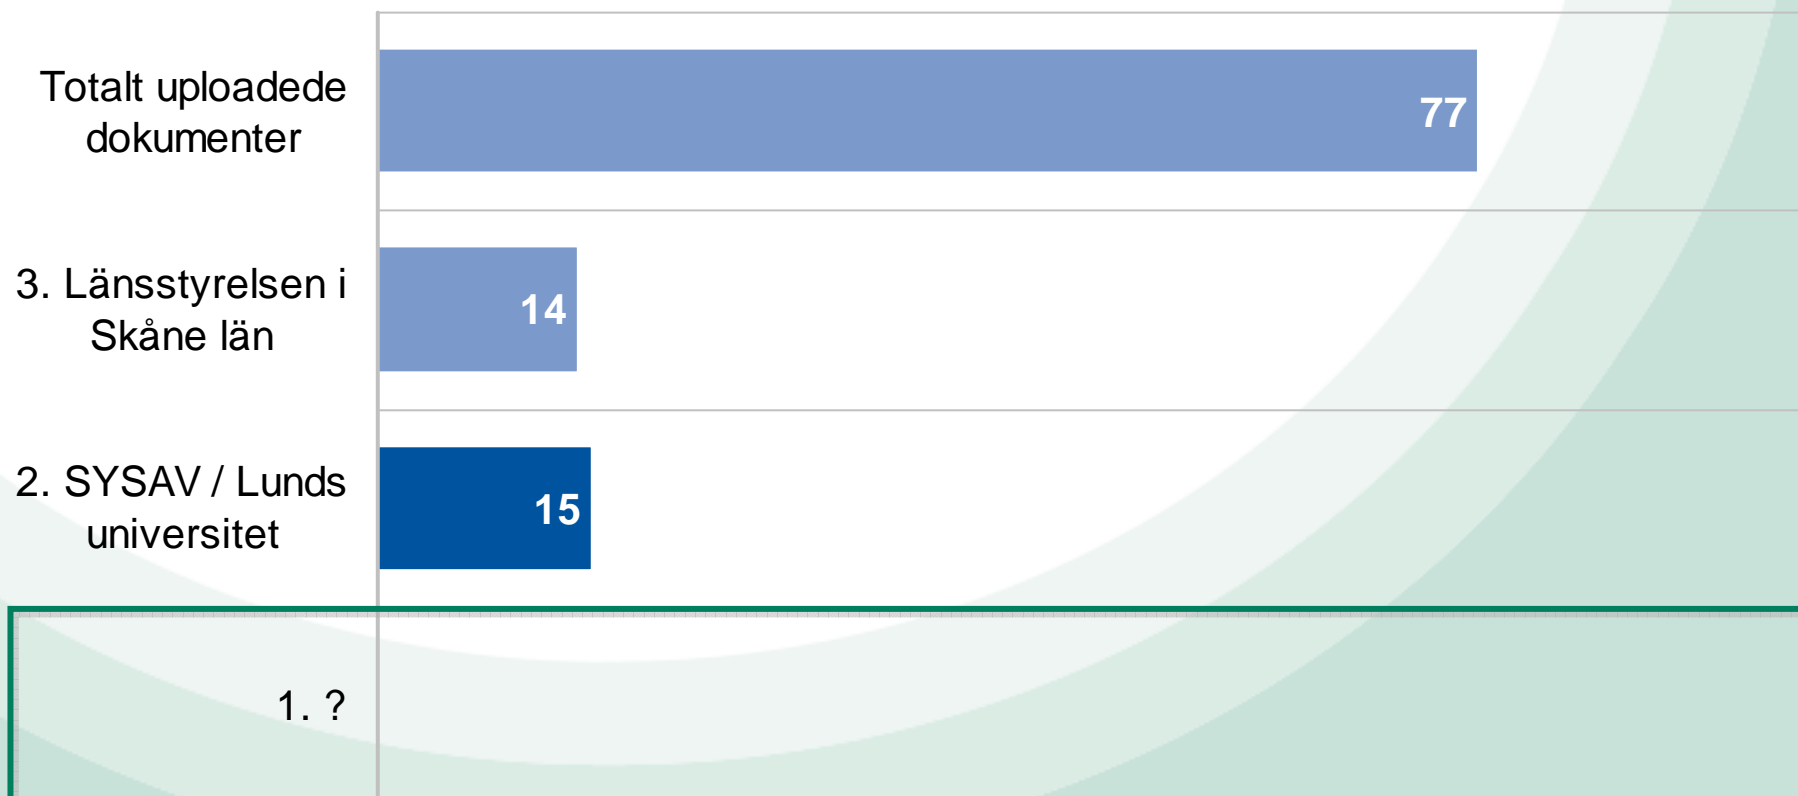 Totalt uploadede
dokumenter
77
3. Länsstyrelsen i
Skåne län
14
2. SYSAV / Lunds
universitet
15
1. ?